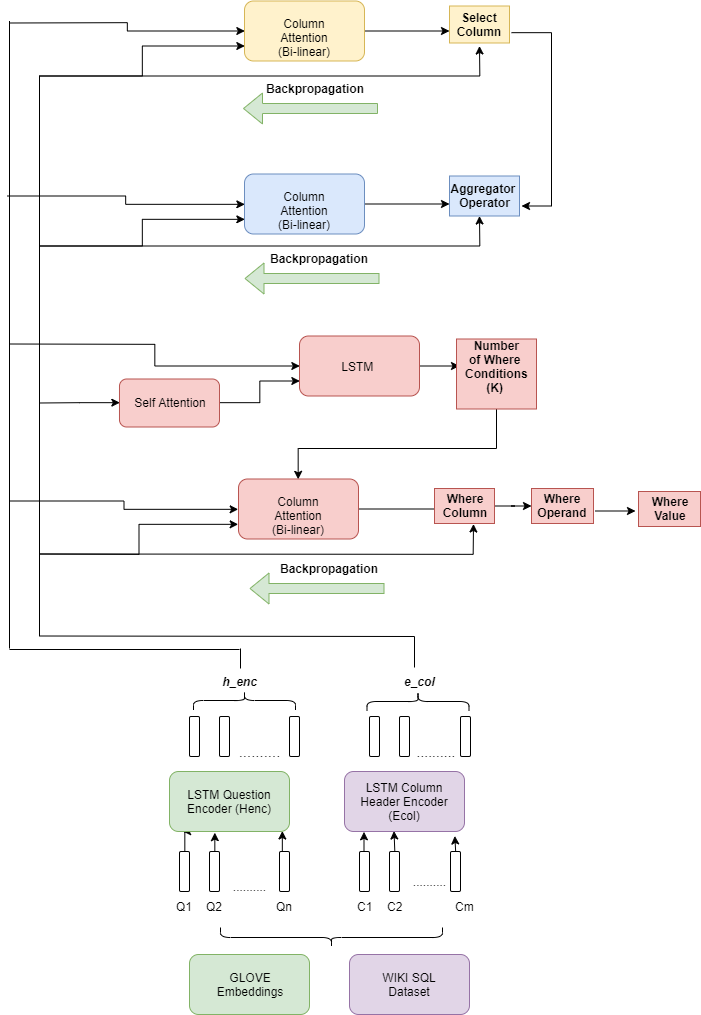 Column
Attention
(Bi-linear)
Select
Column
Backpropagation
Column
Attention
(Bi-linear)
Aggregator
Operator
Backpropagation
LSTM
Number
of Where
Conditions
(K)
Self Attention
Column
Attention
(Bi-linear)
Where
Column
Where
Operand
Where
Value
Backpropagation
h_enc
e_col
LSTM Question
Encoder (Henc)
LSTM Column
Header Encoder
(Ecol)
Q1
Q2
Qn
C1
C2
Cm
GLOVE
Embeddings
WIKI SQL
Dataset